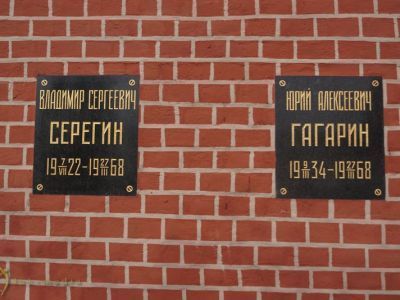 ВЛАДИМИР СЕРГЕЕВИЧ
СЕРЕГИН
19 7/VII 22-19 27/III 68
ЮРИЙ АЛЕКСЕЕВИЧ
ГАГАРИН
19 9/III 34-19 27/III 68